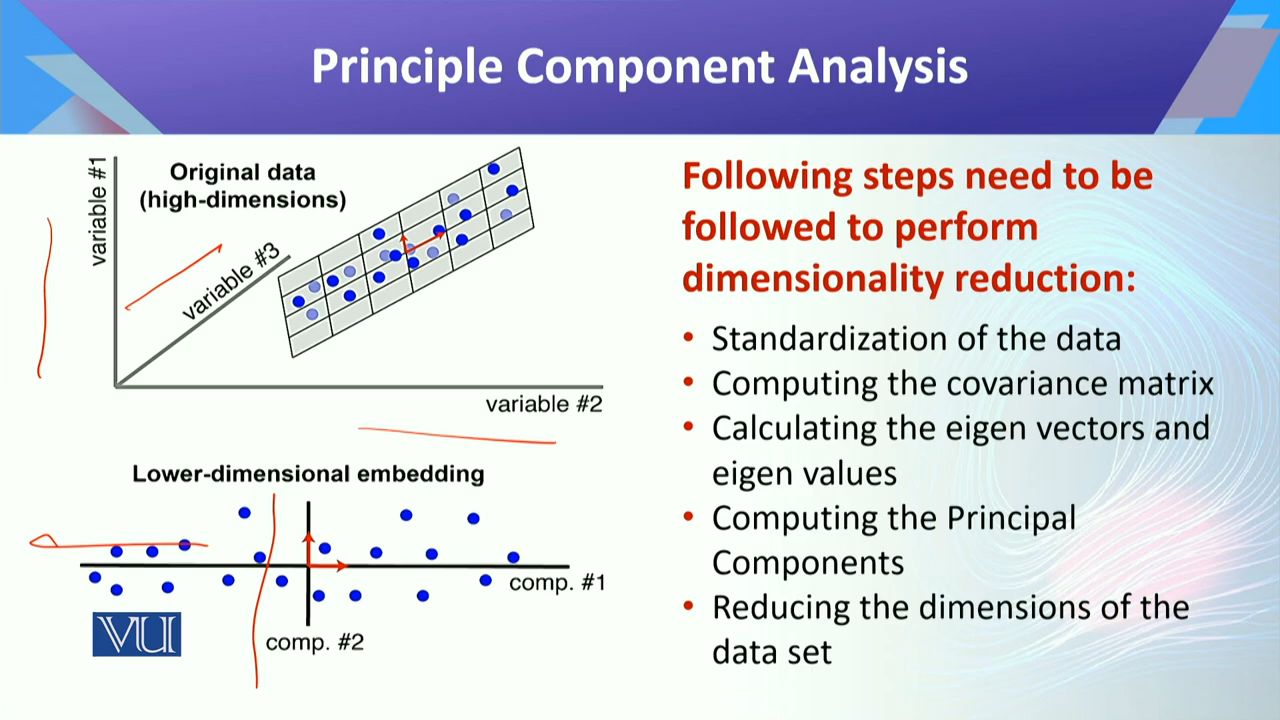 Principle Component Analysis
Original data
(high-dimensions)
variable #1
variable #3
variable #2
Lower-dimensional embedding
comp. #1
comp. #2
VU
Following steps need to be
followed to perform
dimensionality reduction:
• Standardization of the data
• Computing the covariance matrix
• Calculating the eigen vectors and
eigen values
• Computing the Principal
Components
• Reducing the dimensions of the
data set